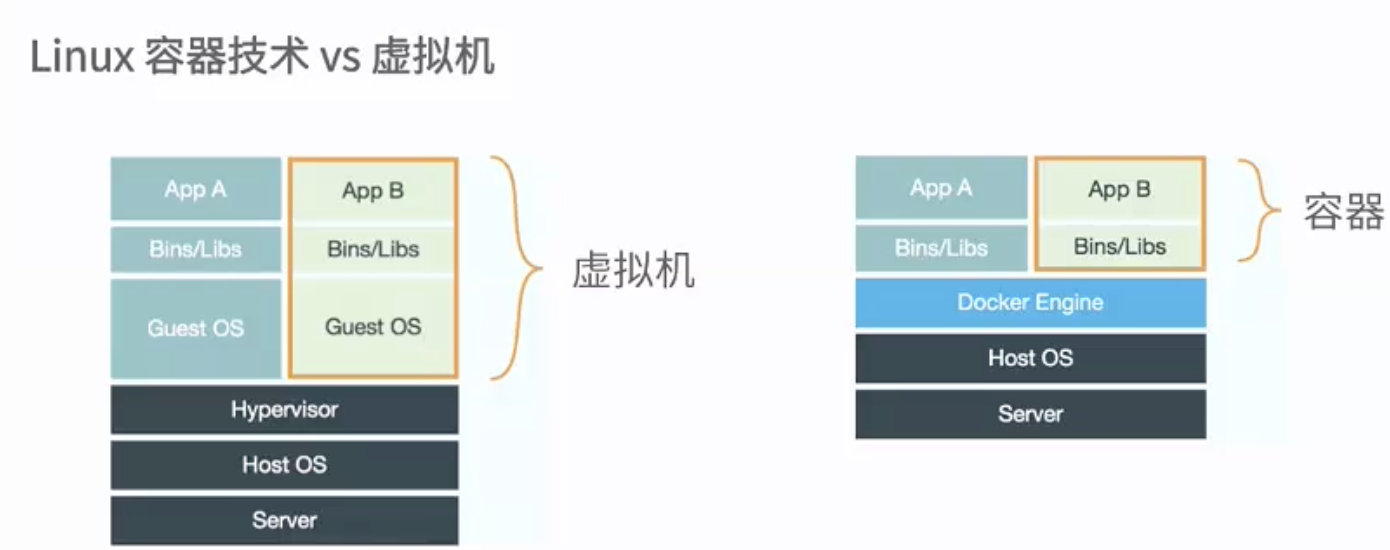 Linux 容器技术 vs 虚拟机
App A
App B
Bins/Libs
Bins/Libs
Guest OS
Guest OS
Hypervisor
Host OS
Server
虚拟机
App A
App B
Bins/Libs
Bins/Libs
Docker Engine
Host OS
Server
容器